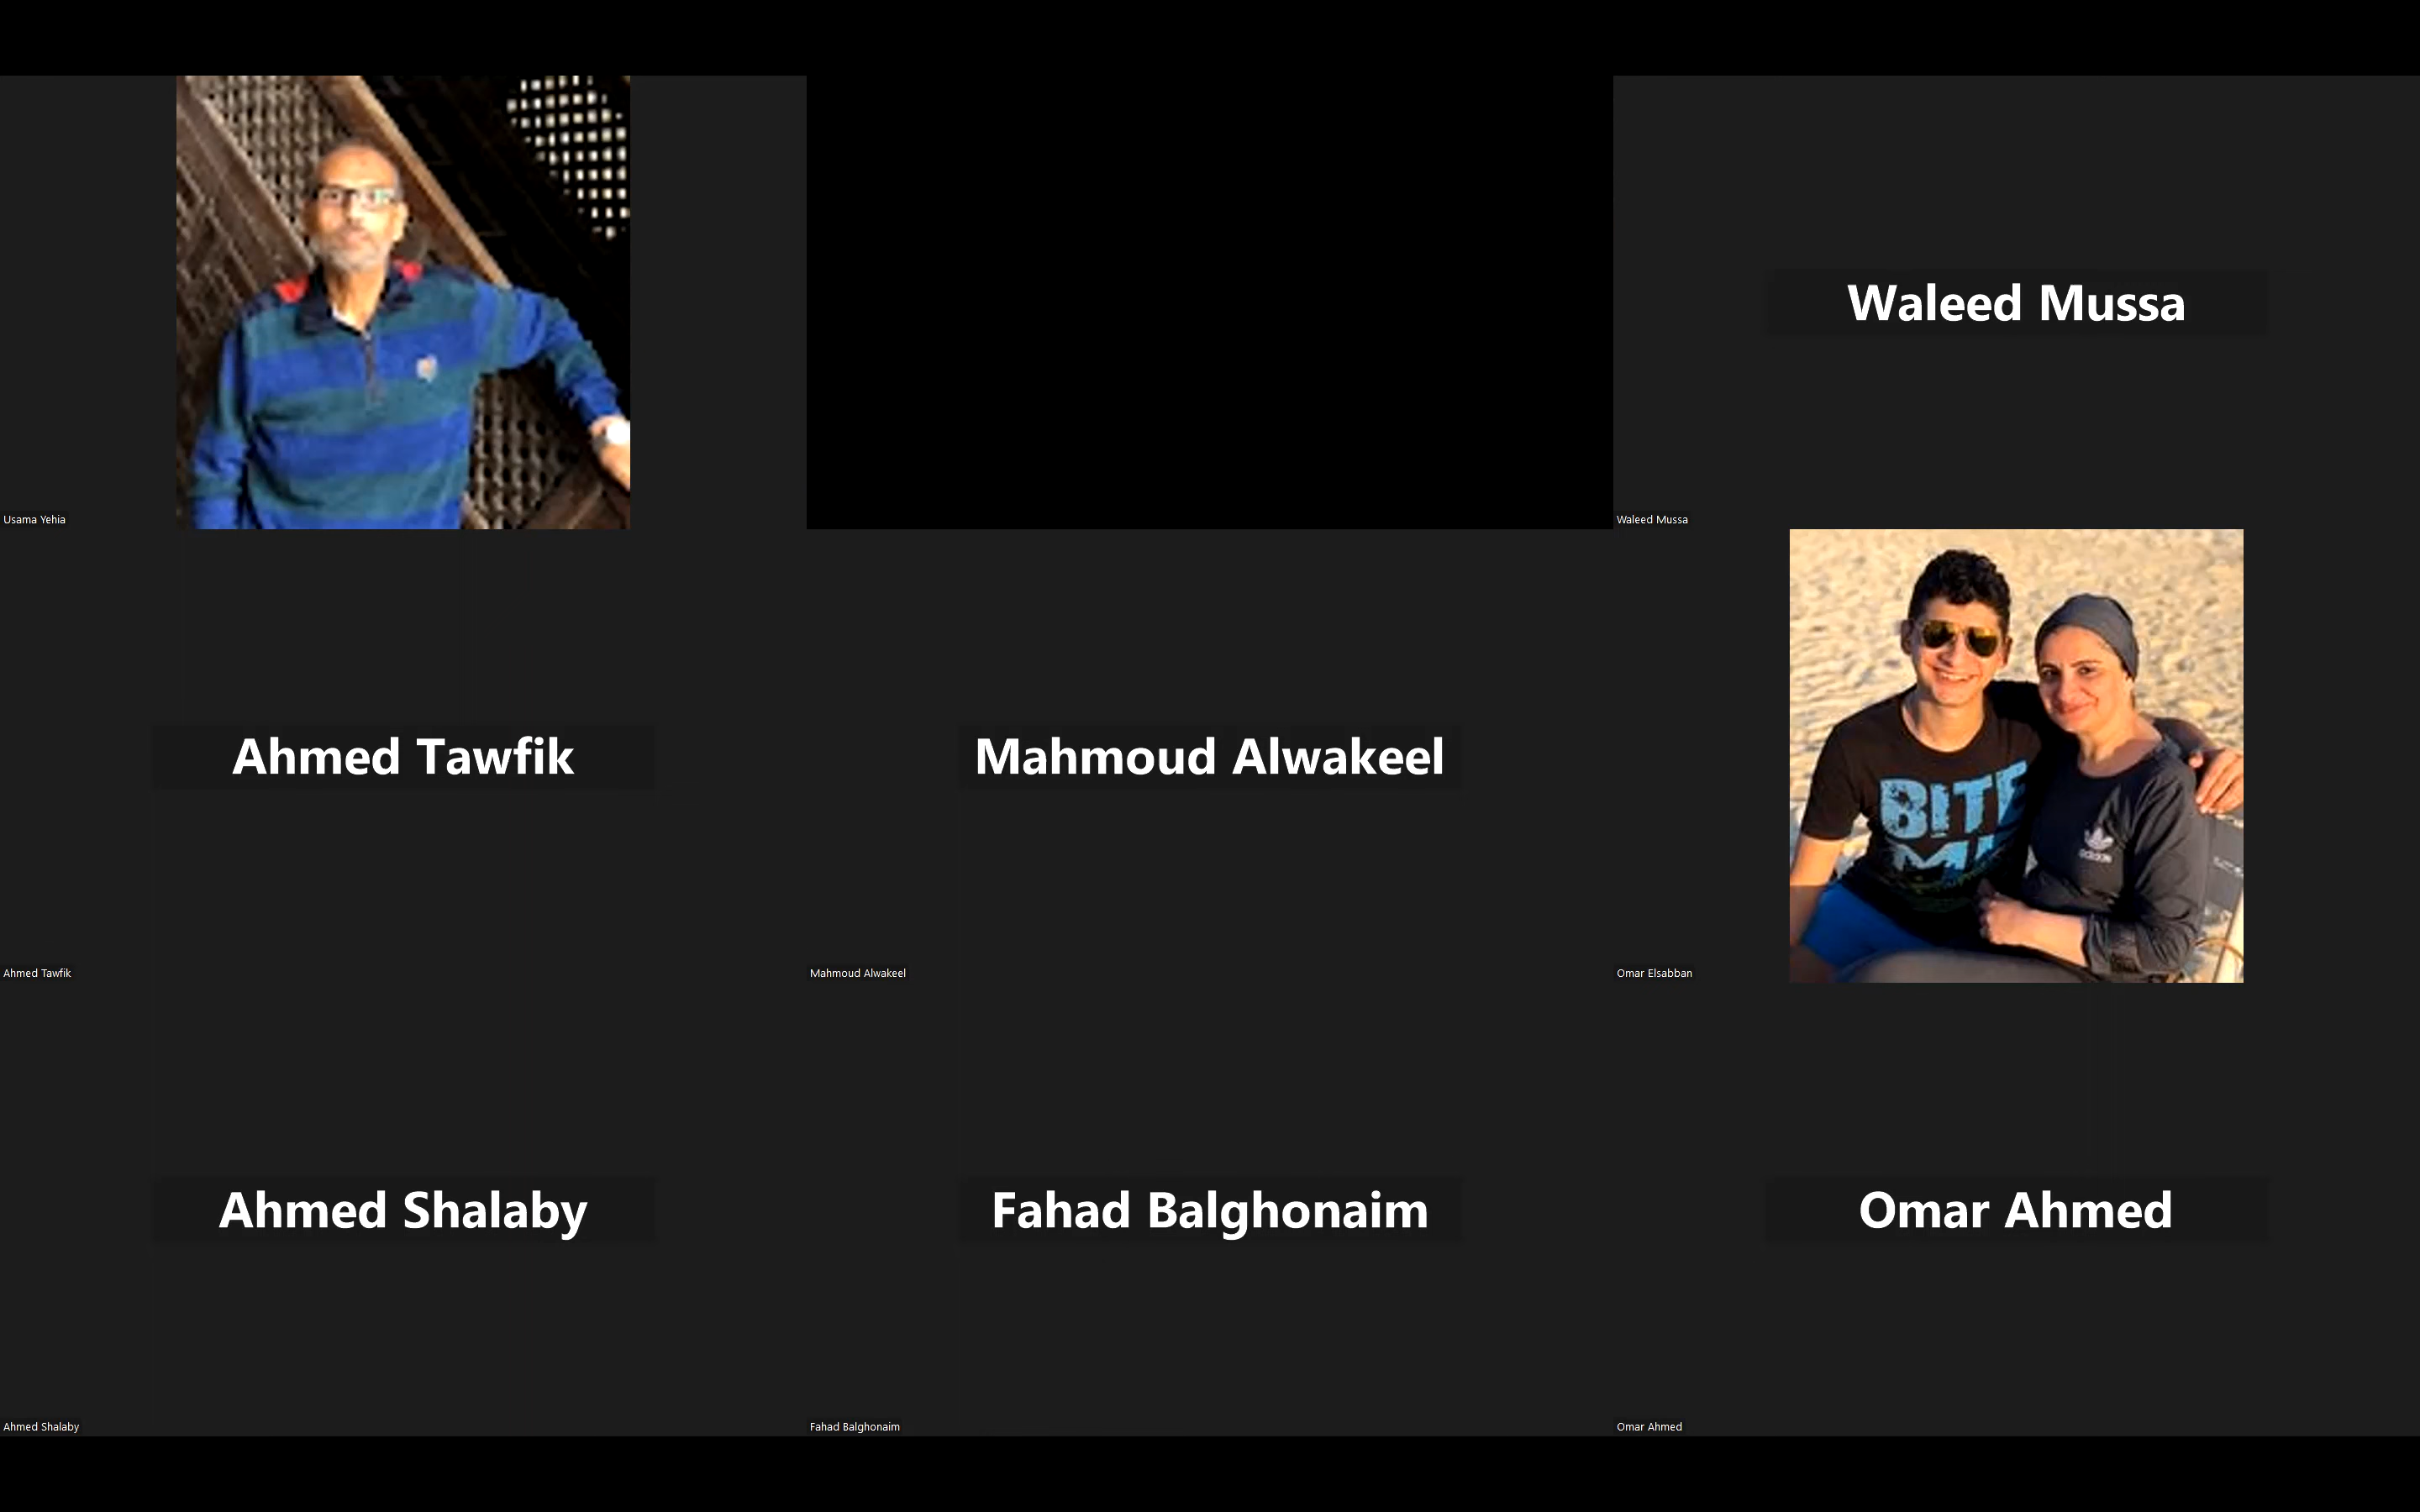 Usama Yehia
Waleed Mussa
Waleed Mussa
Ahmed Tawfik
Ahmed Tawfik
Mahmoud Alwakeel
Mahmoud Alwakeel
BITE
adidas
Omar Elsabban
Ahmed Shalaby
Ahmed Shalaby
Fahad Balghonaim
Fahad Balghonaim
Omar Ahmed
Omar Ahmed